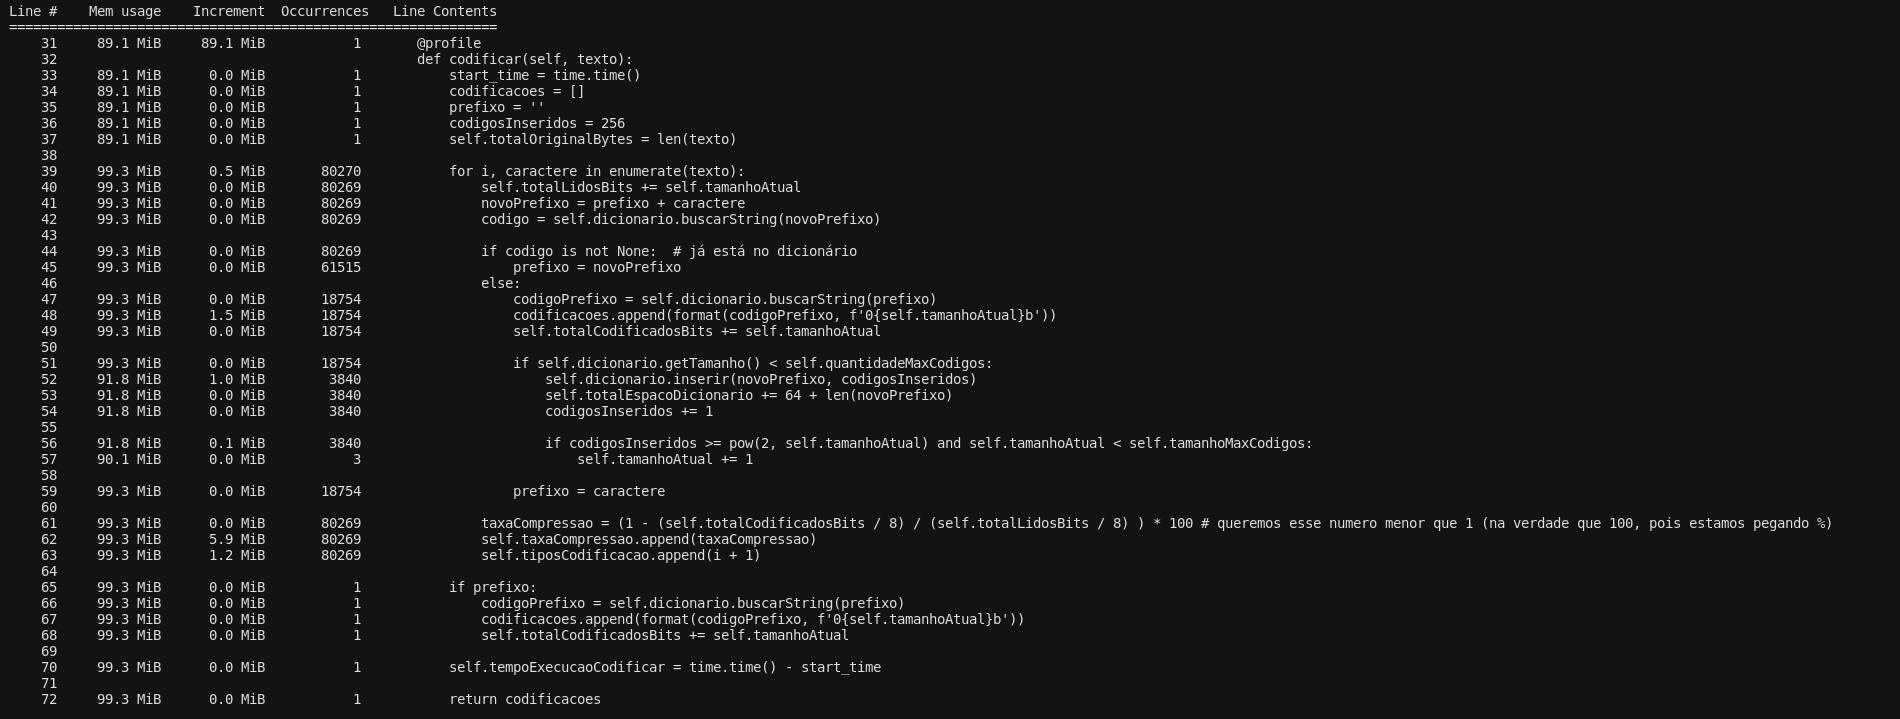 Line #    Mem usage    Increment  Occurrences   Line Contents
=============================================================
    31     89.1 MiB     89.1 MiB           1       @profile
    32                                             def codificar(self, texto):
    33     89.1 MiB      0.0 MiB           1           start_time = time.time()
    34     89.1 MiB      0.0 MiB           1           codificacoes = []
    35     89.1 MiB      0.0 MiB           1           prefixo = ''
    36     89.1 MiB      0.0 MiB           1           codigosInseridos = 256
    37     89.1 MiB      0.0 MiB           1           self.totalOriginalBytes = len(texto)
    38
    39     99.3 MiB      0.5 MiB       80270           for i, caractere in enumerate(texto):
    40     99.3 MiB      0.0 MiB       80269               self.totalLidosBits += self.tamanhoAtual
    41     99.3 MiB      0.0 MiB       80269               novoPrefixo = prefixo + caractere
    42     99.3 MiB      0.0 MiB       80269               codigo = self.dicionario.buscarString(novoPrefixo)
    43
    44     99.3 MiB      0.0 MiB       80269               if codigo is not None:  # já está no dicionário
    45     99.3 MiB      0.0 MiB       61515                   prefixo = novoPrefixo
    46                                                     else:
    47     99.3 MiB      0.0 MiB       18754                   codigoPrefixo = self.dicionario.buscarString(prefixo)
    48     99.3 MiB      1.5 MiB       18754                   codificacoes.append(format(codigoPrefixo, f'0{self.tamanhoAtual}b'))
    49     99.3 MiB      0.0 MiB       18754                   self.totalCodificadosBits += self.tamanhoAtual
    50
    51     99.3 MiB      0.0 MiB       18754                   if self.dicionario.getTamanho() < self.quantidadeMaxCodigos:
    52     91.8 MiB      1.0 MiB        3840                       self.dicionario.inserir(novoPrefixo, codigosInseridos)
    53     91.8 MiB      0.0 MiB        3840                       self.totalEspacoDicionario += 64 + len(novoPrefixo)
    54     91.8 MiB      0.0 MiB        3840                       codigosInseridos += 1
    55
    56     91.8 MiB      0.1 MiB        3840                       if codigosInseridos >= pow(2, self.tamanhoAtual) and self.tamanhoAtual < self.tamanhoMaxCodigos:
    57     90.1 MiB      0.0 MiB           3                           self.tamanhoAtual += 1
    58
    59     99.3 MiB      0.0 MiB       18754                   prefixo = caractere
    60
    61     99.3 MiB      0.0 MiB       80269               taxaCompressao = (1 - (self.totalCodificadosBits / 8) / (self.totalLidosBits / 8) ) * 100 # queremos esse numero menor que 1 (na verdade que 100, pois estamos pegando %)
    62     99.3 MiB      5.9 MiB       80269               self.taxaCompressao.append(taxaCompressao)
    63     99.3 MiB      1.2 MiB       80269               self.tiposCodificacao.append(i + 1)
    64
    65     99.3 MiB      0.0 MiB           1           if prefixo:
    66     99.3 MiB      0.0 MiB           1               codigoPrefixo = self.dicionario.buscarString(prefixo)
    67     99.3 MiB      0.0 MiB           1               codificacoes.append(format(codigoPrefixo, f'0{self.tamanhoAtual}b'))
    68     99.3 MiB      0.0 MiB           1               self.totalCodificadosBits += self.tamanhoAtual
    69
    70     99.3 MiB      0.0 MiB           1           self.tempoExecucaoCodificar = time.time() - start_time
    71
    72     99.3 MiB      0.0 MiB           1           return codificacoes